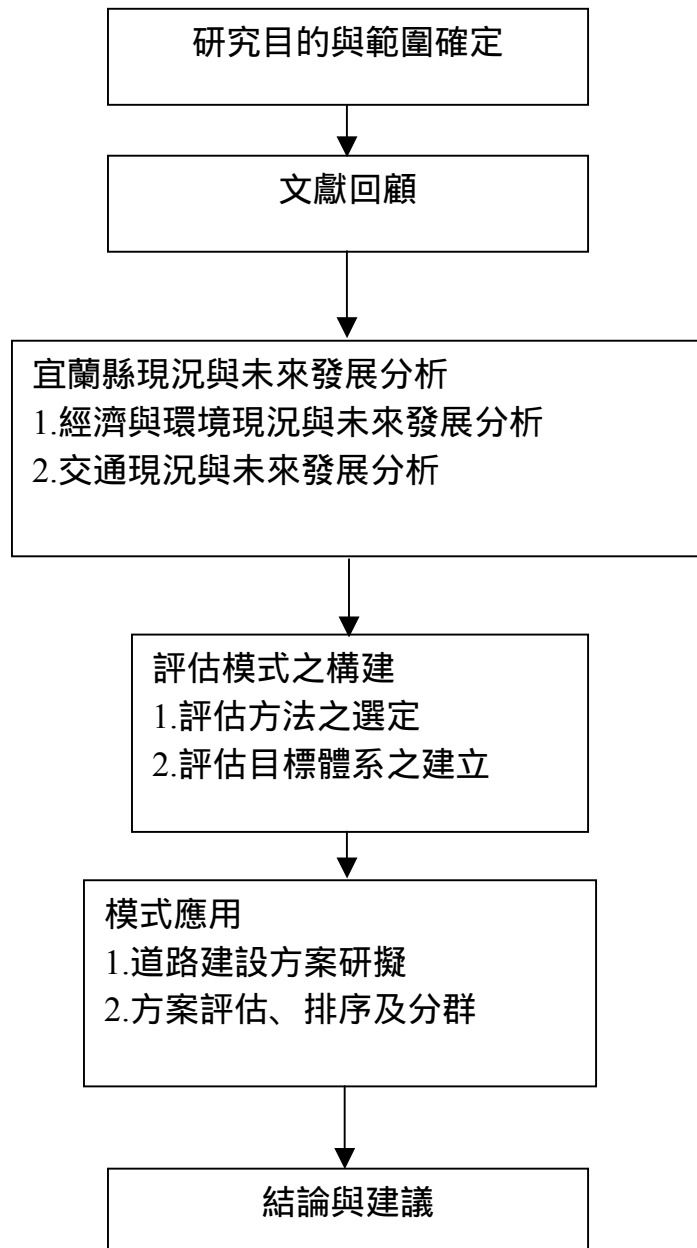 研究目的與範圍確定
文獻回顧
宜蘭縣現況與未來發展分析
1.經濟與環境現況與未來發展分析
2.交通現況與未來發展分析
評估模式之構建
1.評估方法之選定
2.評估目標體系之建立
模式應用
1.道路建設方案研擬
2.方案評估、排序及分群
結論與建議